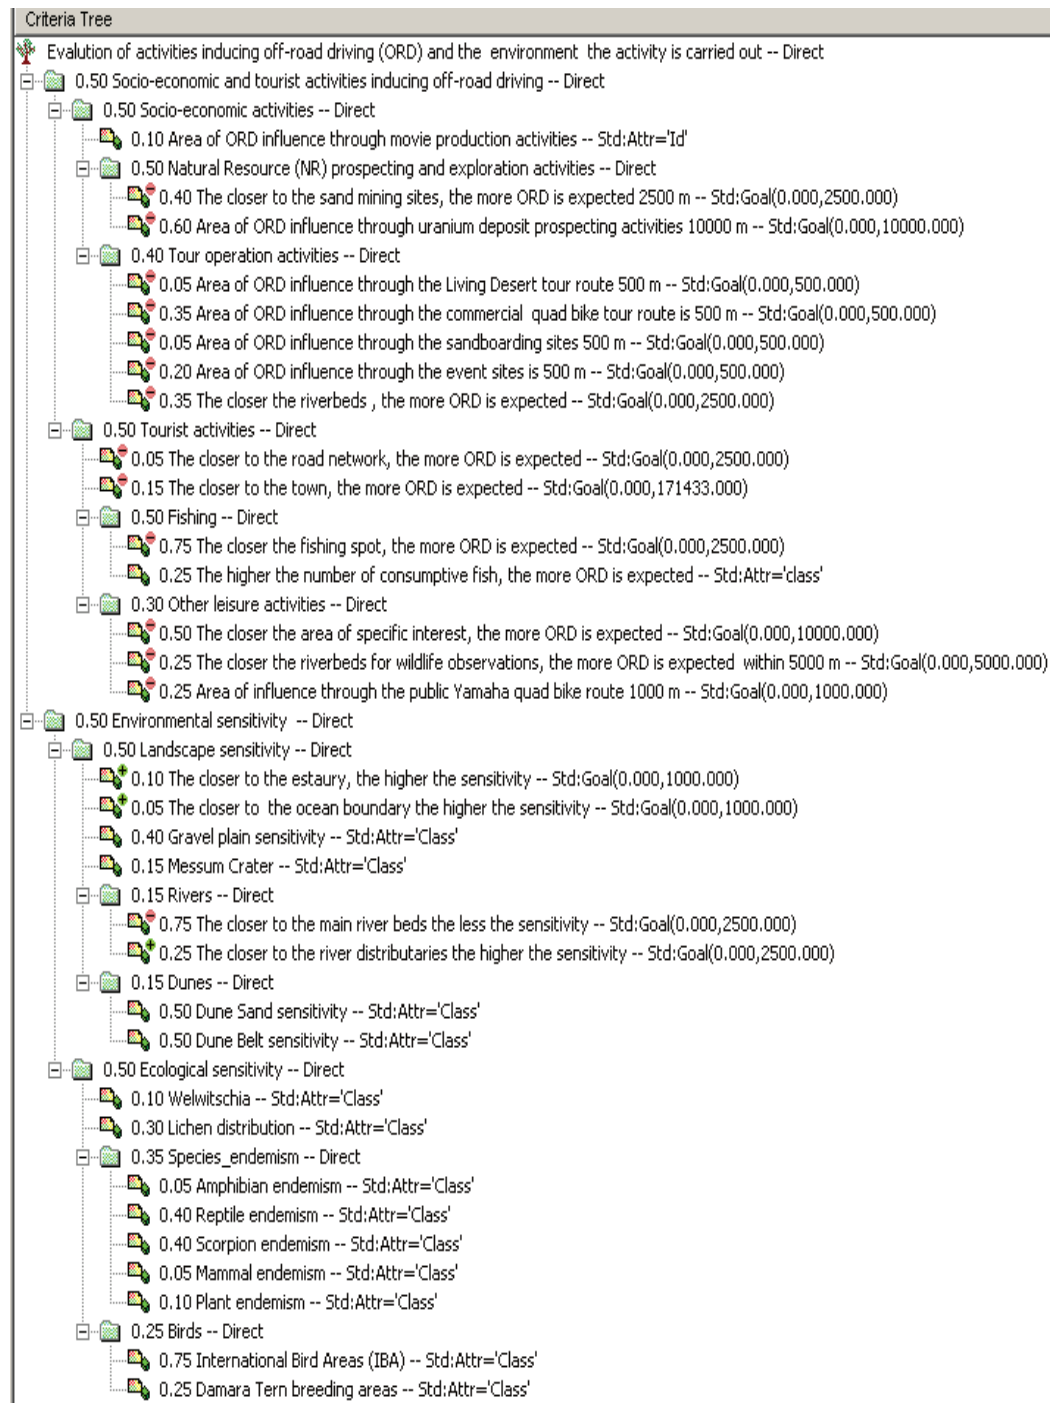 Criteria Tree
Evalution of activities inducing off-road driving (ORD) and the environment the activity is carried out -- Direct
0.50 Socio-economic and tourist activities inducing off-road driving -- Direct
0.50 Socio-economic activities -- Direct
0.10 Area of ORD influence through movie production activities -- Std:Attr='Id'
0.50 Natural Resource (NR) prospecting and exploration activities -- Direct
0.40 The closer to the sand mining sites, the more ORD is expected 2500 m -- Std:Goal(0.000,2500.000)
0.60 Area of ORD influence through uranium deposit prospecting activities 10000 m -- Std:Goal(0.000,10000.000)
0.40 Tour operation activities -- Direct
0.05 Area of ORD influence through the Living Desert tour route 500 m -- Std:Goal(0.000,500.000)
0.35 Area of ORD influence through the commercial quad bike tour route is 500 m -- Std:Goal(0.000,500.000)
0.05 Area of ORD influence through the sandboarding sites 500 m -- Std:Goal(0.000,500.000)
0.20 Area of ORD influence through the event sites is 500 m -- Std:Goal(0.000,500.000)
0.35 The closer the riverbeds , the more ORD is expected -- Std:Goal(0.000,2500.000)
0.50 Tourist activities -- Direct
0.05 The closer to the road network, the more ORD is expected -- Std:Goal(0.000,2500.000)
0.15 The closer to the town, the more ORD is expected -- Std:Goal(0.000,171433.000)
0.50 Fishing -- Direct
0.75 The closer the fishing spot, the more ORD is expected -- Std:Goal(0.000,2500.000)
0.25 The higher the number of consumptive fish, the more ORD is expected -- Std:Attr='class'
0.30 Other leisure activities -- Direct
0.50 The closer the area of specific interest, the more ORD is expected -- Std:Goal(0.000,10000.000)
0.25 The closer the riverbeds for wildlife observations, the more ORD is expected within 5000 m -- Std:Goal(0.000,5000.000)
0.25 Area of influence through the public Yamaha quad bike route 1000 m -- Std:Goal(0.000,1000.000)
0.50 Environmental sensitivity -- Direct
0.50 Landscape sensitivity -- Direct
0.10 The closer to the estaury, the higher the sensitivity -- Std:Goal(0.000,1000.000)
0.05 The closer to the ocean boundary the higher the sensitivity -- Std:Goal(0.000,1000.000)
0.40 Gravel plain sensitivity -- Std:Attr='Class'
0.15 Messum Crater -- Std:Attr='Class'
0.15 Rivers -- Direct
0.75 The closer to the main river beds the less the sensitivity -- Std:Goal(0.000,2500.000)
0.25 The closer to the river distributaries the higher the sensitivity -- Std:Goal(0.000,2500.000)
0.15 Dunes -- Direct
0.50 Dune Sand sensitivity -- Std:Attr='Class'
0.50 Dune Belt sensitivity -- Std:Attr='Class'
0.50 Ecological sensitivity -- Direct
0.10 Welwitschia -- Std:Attr='Class'
0.30 Lichen distribution -- Std:Attr='Class'
0.35 Species_endemism -- Direct
0.05 Amphibian endemism -- Std:Attr='Class'
0.40 Reptile endemism -- Std:Attr='Class'
0.40 Scorpion endemism -- Std:Attr='Class'
0.05 Mammal endemism -- Std:Attr='Class'
0.10 Plant endemism -- Std:Attr='Class'
0.25 Birds -- Direct
0.75 International Bird Areas (IBA) -- Std:Attr='Class'
0.25 Damara Tern breeding areas -- Std:Attr='Class'